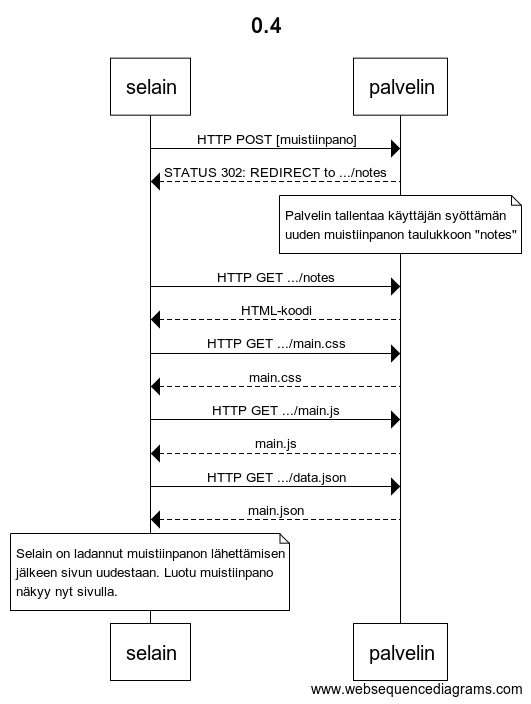 0.4
selain
palvelin
HTTP POST [muistiinpano]
STATUS 302: REDIRECT to .../notes
Palvelin tallentaa käyttäjän syöttämän
uuden muistiinpanon taulukkoon "notes"
HTTP GET .../notes
HTML-koodi
HTTP GET .../main.css
main.css
HTTP GET .../main.js
main.js
HTTP GET .../data.json
main.json
Selain on ladannut muistiinpanon lähettämisen
jälkeen sivun uudestaan. Luotu muistiinpano
näkyy nyt sivulla.
selain
palvelin
www.websequencediagrams.com